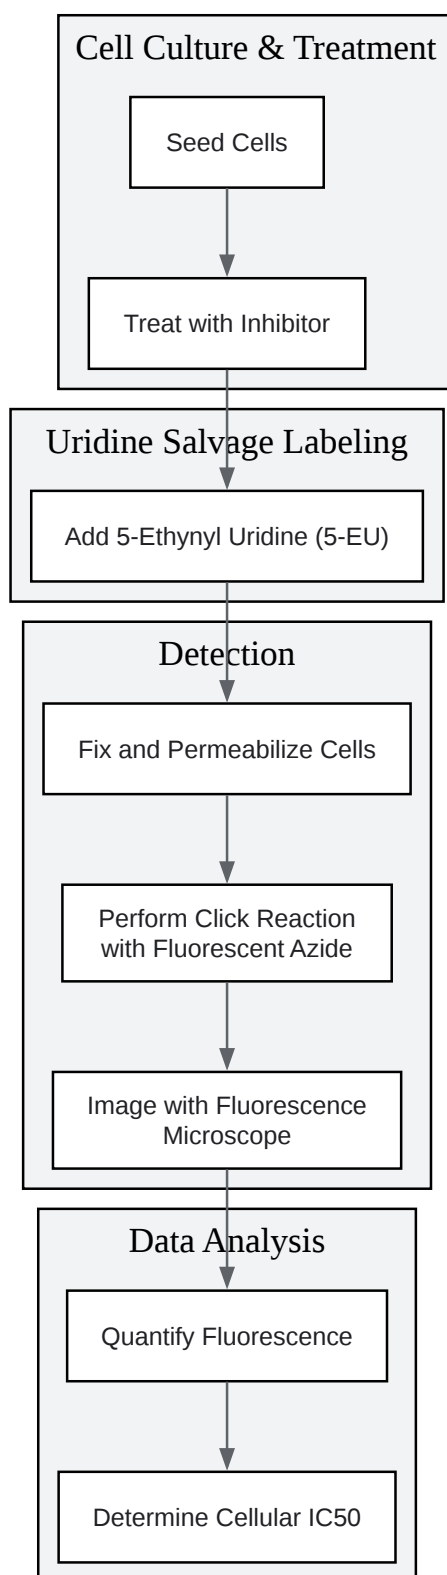 Cell Culture & Treatment
Seed Cells
Treat with Inhibitor
Uridine Salvage Labeling
Add 5-Ethynyl Uridine (5-EU)
Detection
Fix and Permeabilize Cells
Perform Click Reaction
with Fluorescent Azide
Image with Fluorescence
Microscope
Data Analysis
Quantify Fluorescence
Determine Cellular IC50